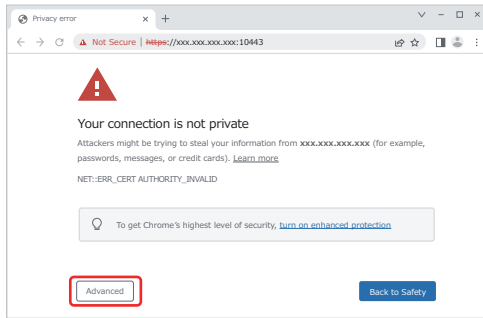 Privacy error
Not Secure | https://xxx.xxx.xxx.xxx:10443
Your connection is not private
Attackers might be trying to steal your information from xxx.xxx.xxx.xxx (for example,
passwords, messages, or credit cards). Learn more
NET::ERR_CERT AUTHORITY_INVALID
To get Chrome's highest level of security, turn on enhanced protection
Advanced
Back to Safety